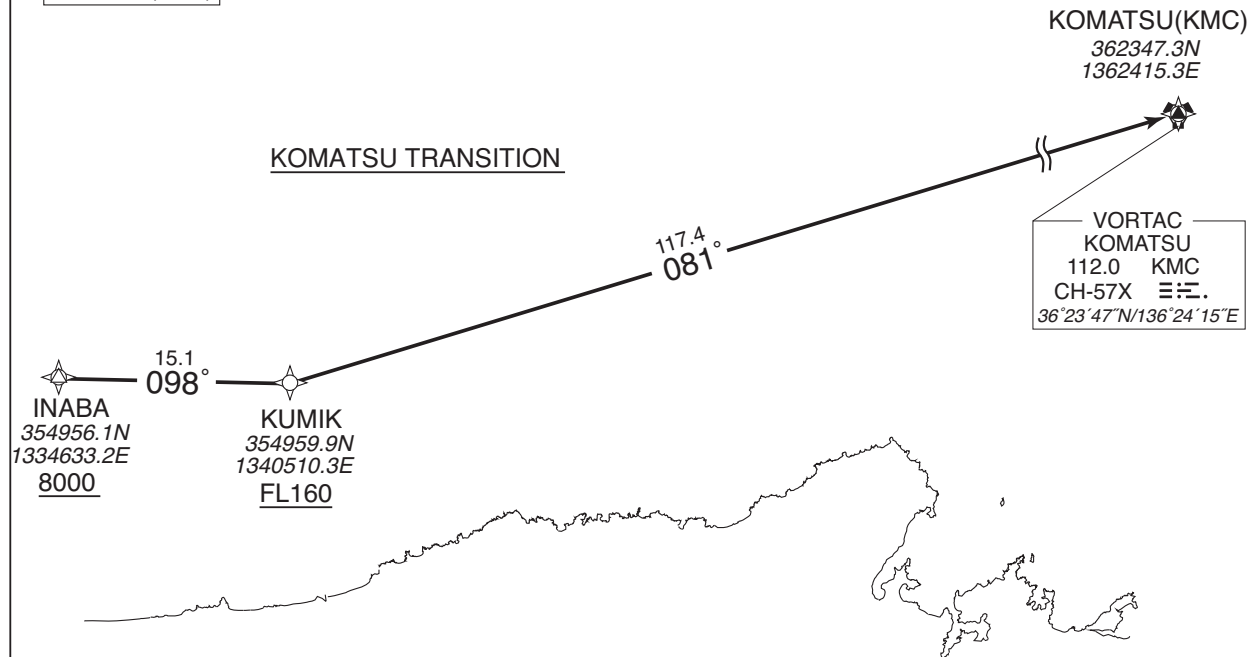 KOMATSU(KMC)
362347.3N
1362415.3E
KOMATSU TRANSITION
117.4
081°
VORTAC
KOMATSU
112.0 KMC
CH-57X
36°23´47˝N/136°24´15˝E
15.1
098°
INABA
354956.1N
1334633.2E
8000
KUMIK
354959.9N
1340510.3E
FL160